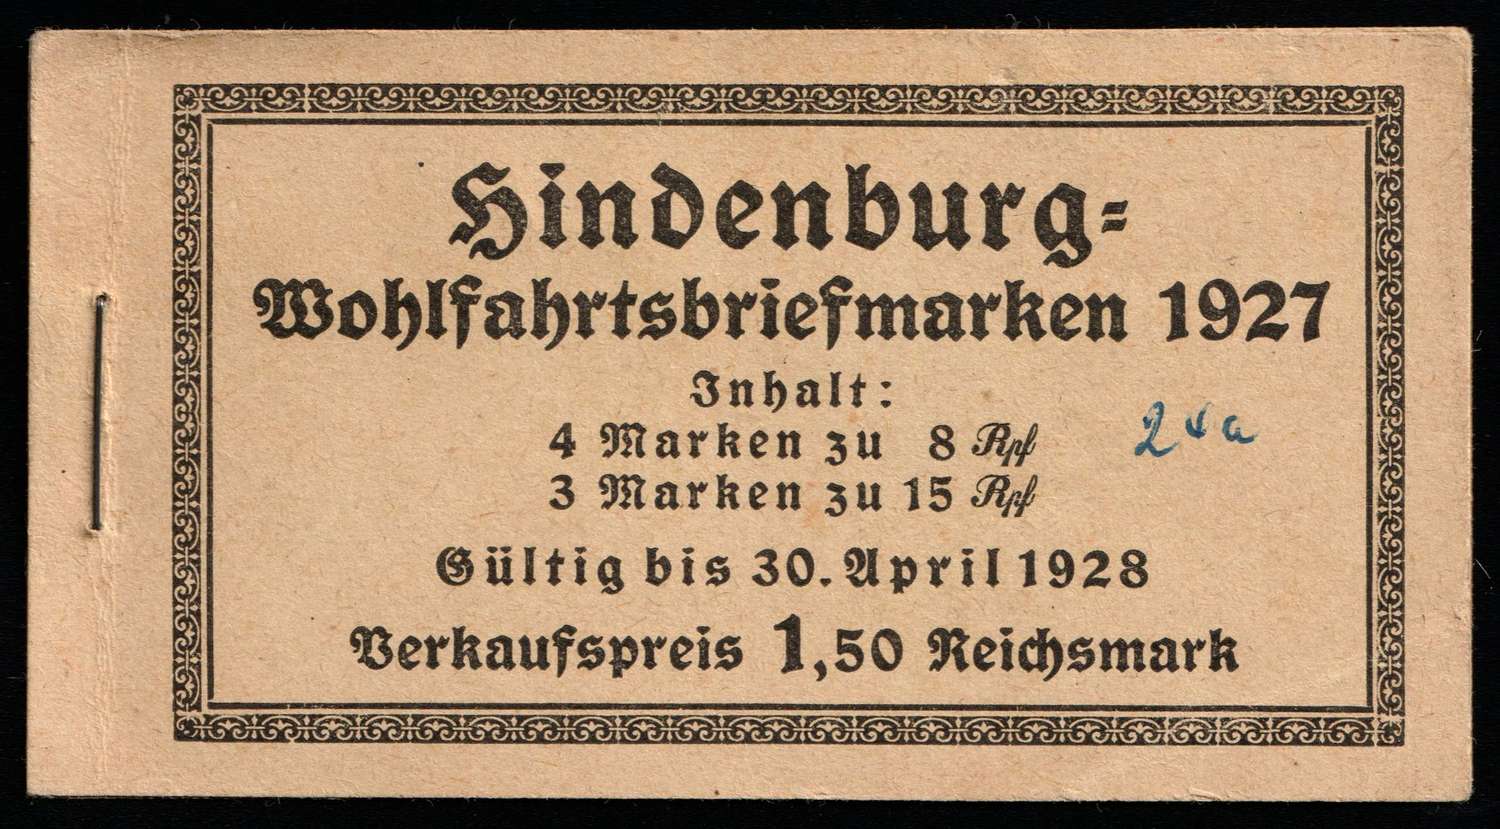 Hindenburg=
Wohlfahrtsbriefmarken 1927
Inhalt:
4 Marken zu 8 Rpf
3 Marken zu 15 Rpf
Gültig bis 30. April 1928
Verkaufspreis 1,50 Reichsmark